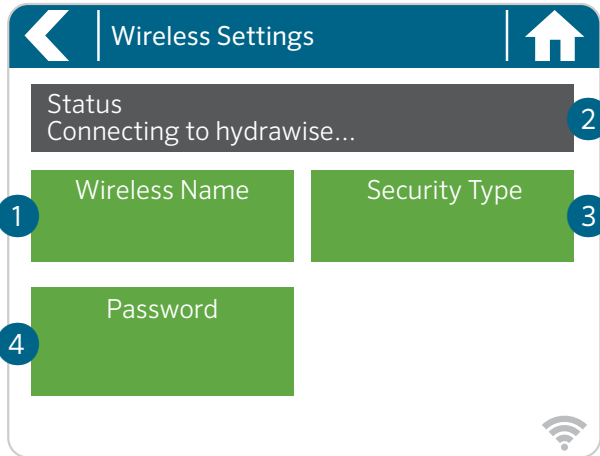 Wireless Settings
Status
Connecting to hydrawise...
2
Wireless Name
Security Type
1
3
Password
4